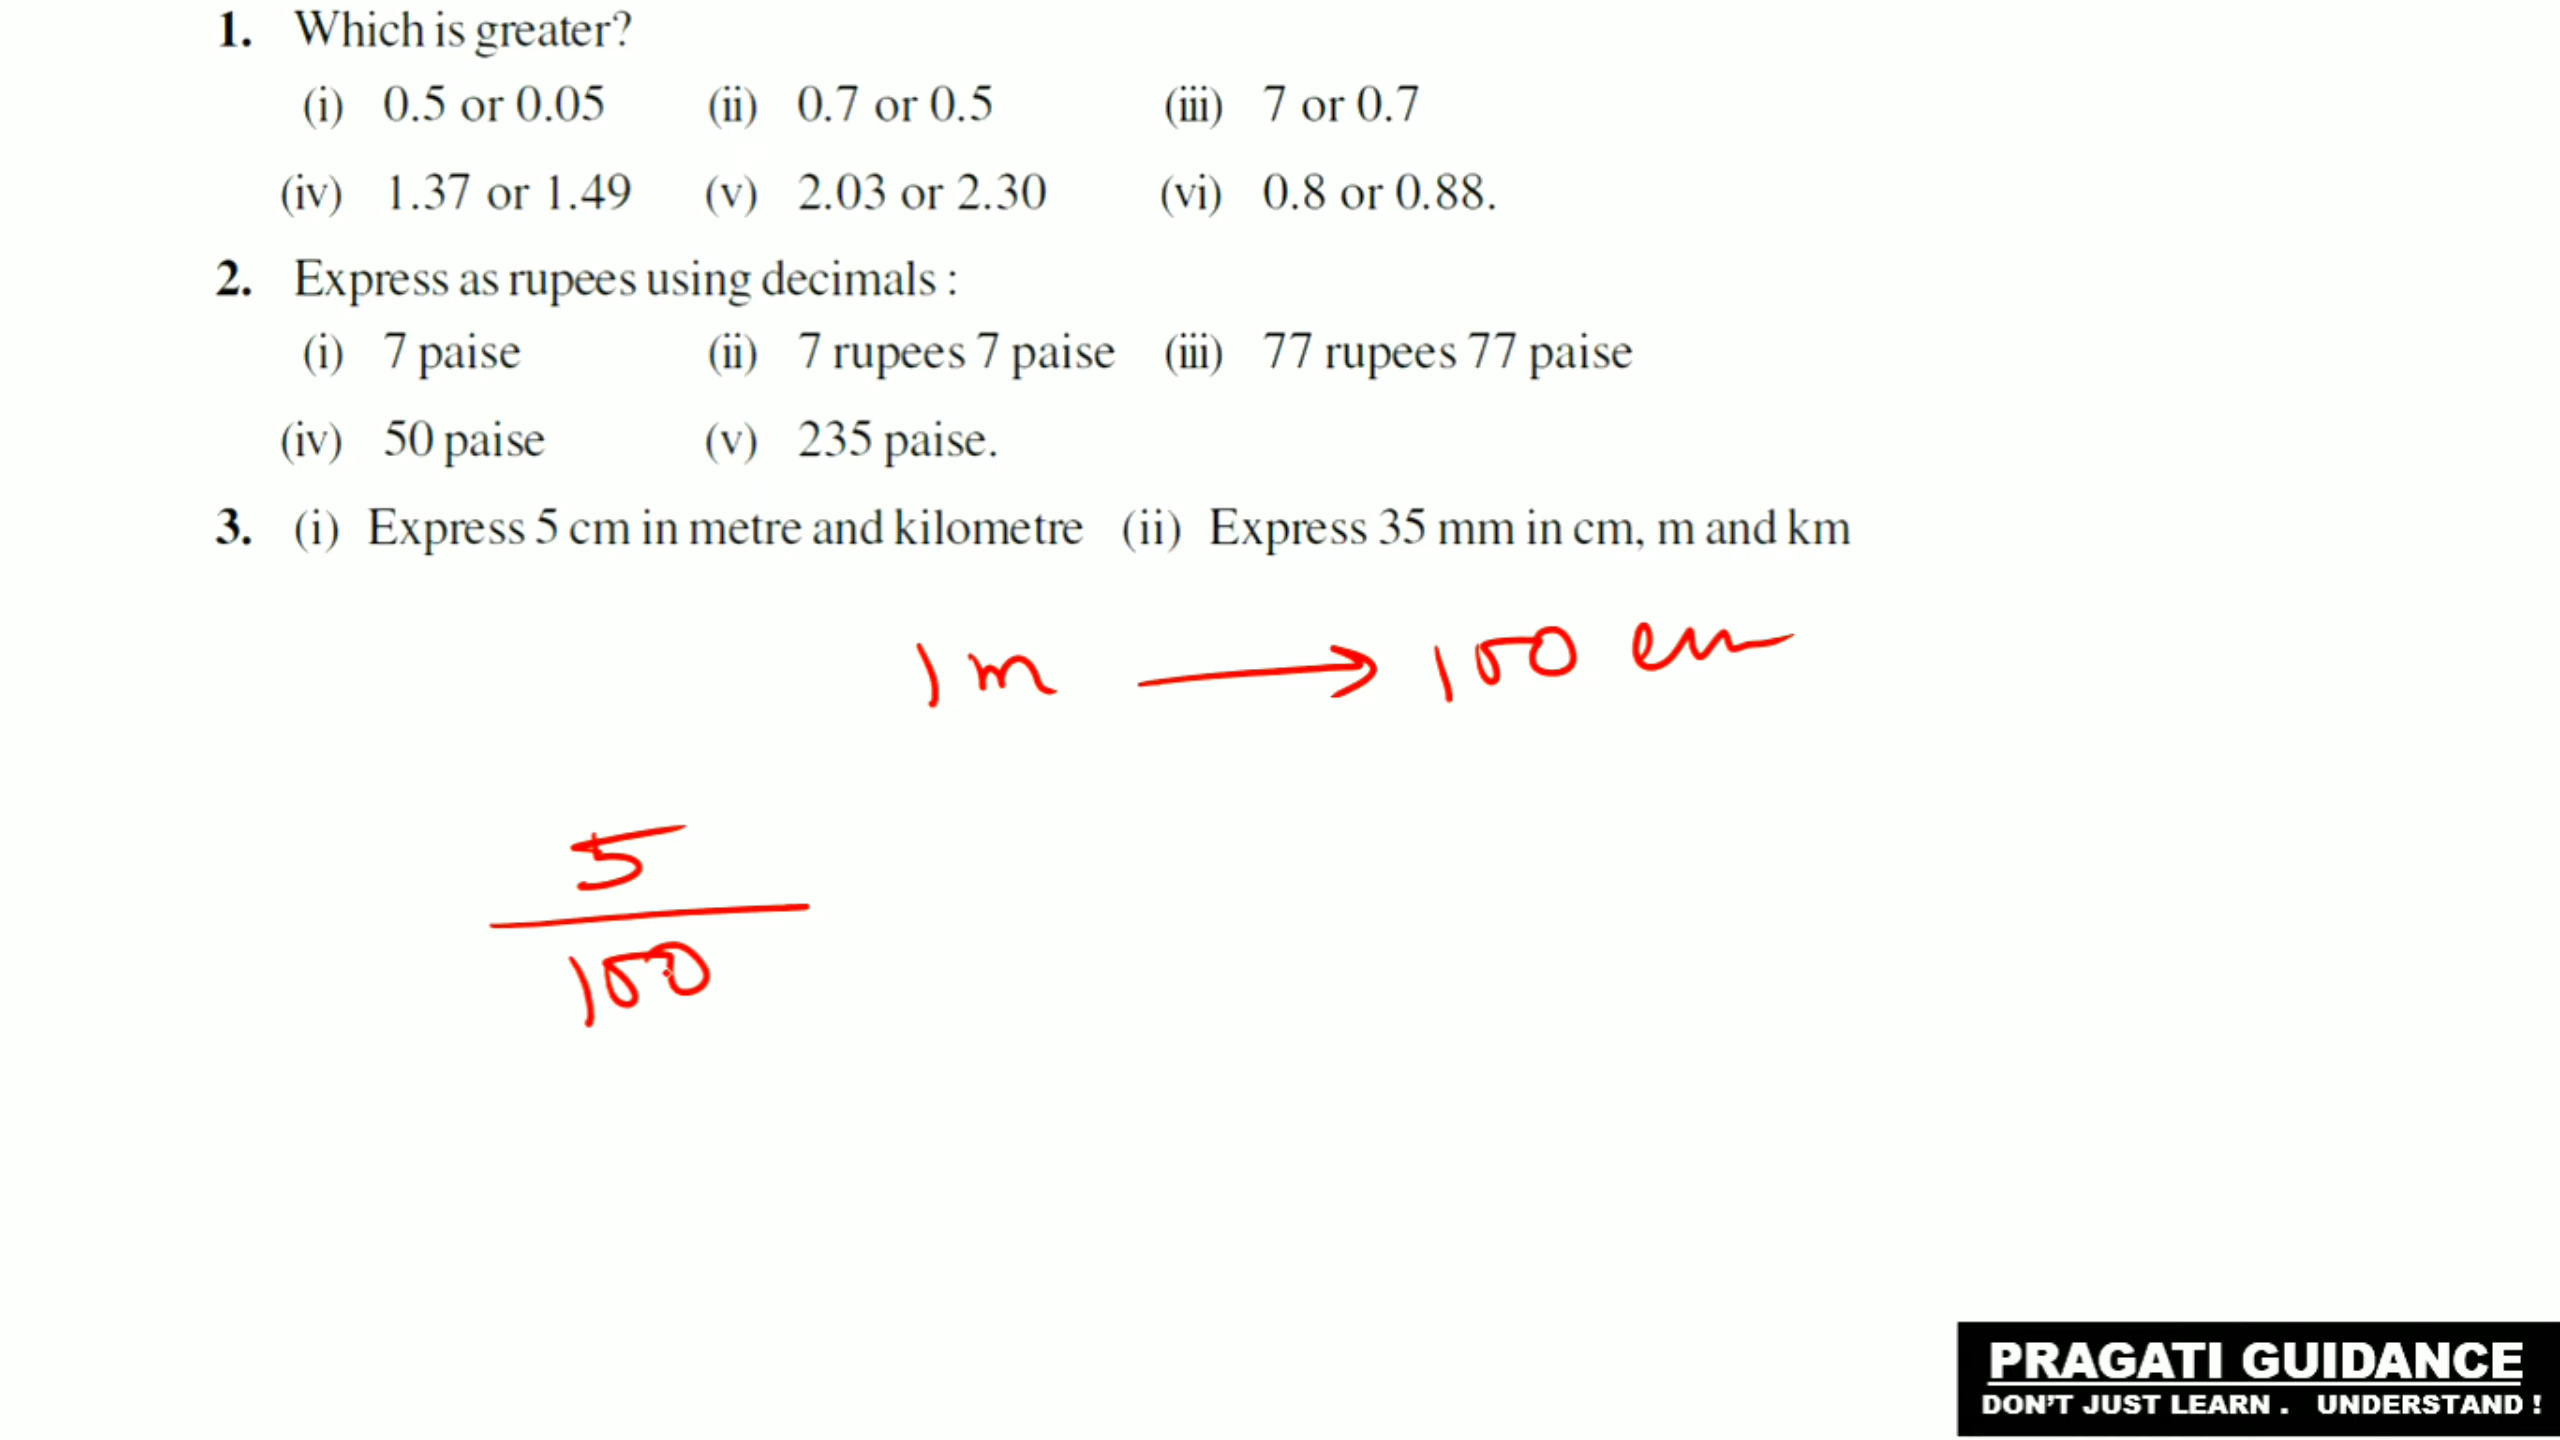 1. Which is greater?
(i) 0.5 or 0.05 (ii) 0.7 or 0.5 (iii) 7 or 0.7
(iv) 1.37 or 1.49 (v) 2.03 or 2.30 (vi) 0.8 or 0.88.
2. Express as rupees using decimals :
(i) 7 paise (ii) 7 rupees 7 paise (iii) 77 rupees 77 paise
(iv) 50 paise (v) 235 paise.
3. (i) Express 5 cm in metre and kilometre (ii) Express 35 mm in cm, m and km
1 m → 100 cm
5
100
PRAGATI GUIDANCE
DON'T JUST LEARN . UNDERSTAND !